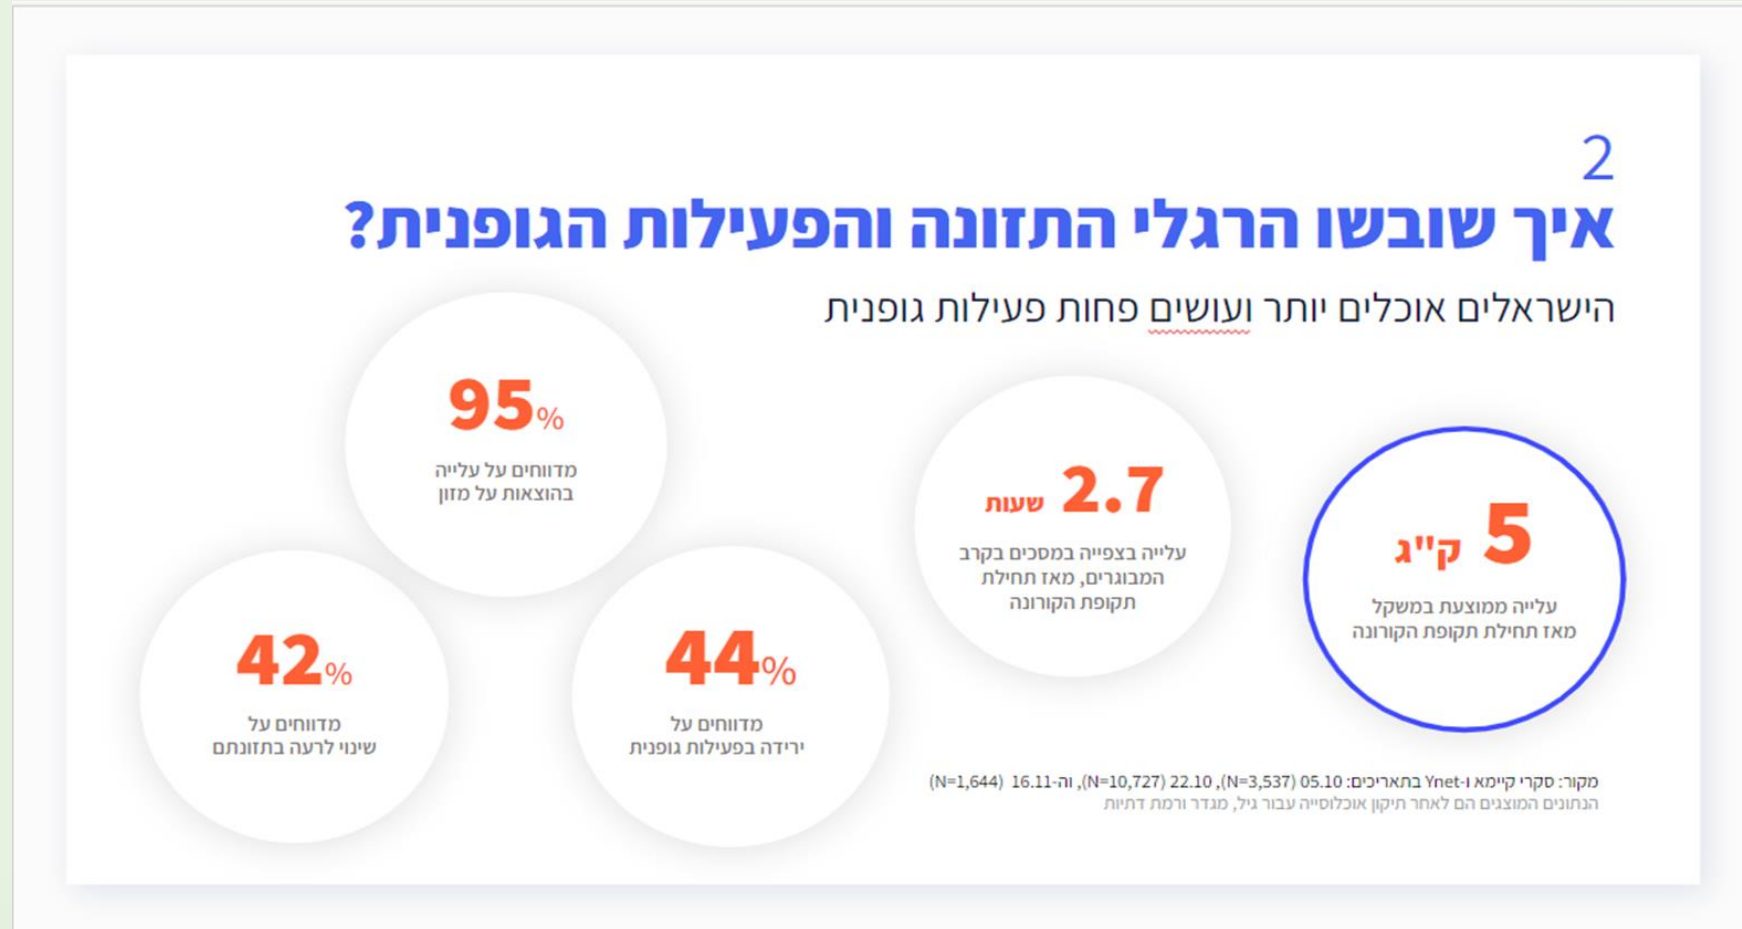 2
איך שובשו הרגלי התזונה והפעילות הגופנית?
הישראלים אוכלים יותר ועושים פחות פעילות גופנית
5 ק"ג
עלייה ממוצעת במשקל
מאז תחילת תקופת הקורונה
2.7 שעות
עלייה בצפייה במסכים בקרב
המבוגרים, מאז תחילת
תקופת הקורונה
95%
מדווחים על עלייה
בהוצאות על מזון
44%
מדווחים על
ירידה בפעילות גופנית
42%
מדווחים על
שינוי לרעה בתזונתם
מקור: סקרי קיימא ו-Ynet בתאריכים: 05.10 (N=3,537), 22.10 (N=10,727), וה-16.11 (N=1,644)
הנתונים המוצגים הם לאחר תיקון אוכלוסייה עבור גיל, מגדר ורמת דתיות